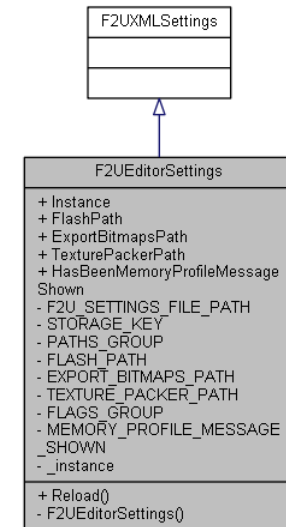 F2UXMLSettings
F2UEditorSettings
+ Instance
+ FlashPath
+ ExportBitmapsPath
+ TexturePackerPath
+ HasBeenMemoryProfileMessage
Shown
- F2U_SETTINGS_FILE_PATH
- STORAGE_KEY
- PATHS_GROUP
- FLASH_PATH
- EXPORT_BITMAPS_PATH
- TEXTURE_PACKER_PATH
- FLAGS_GROUP
- MEMORY_PROFILE_MESSAGE
_SHOWN
- _instance
+ Reload()
- F2UEditorSettings()